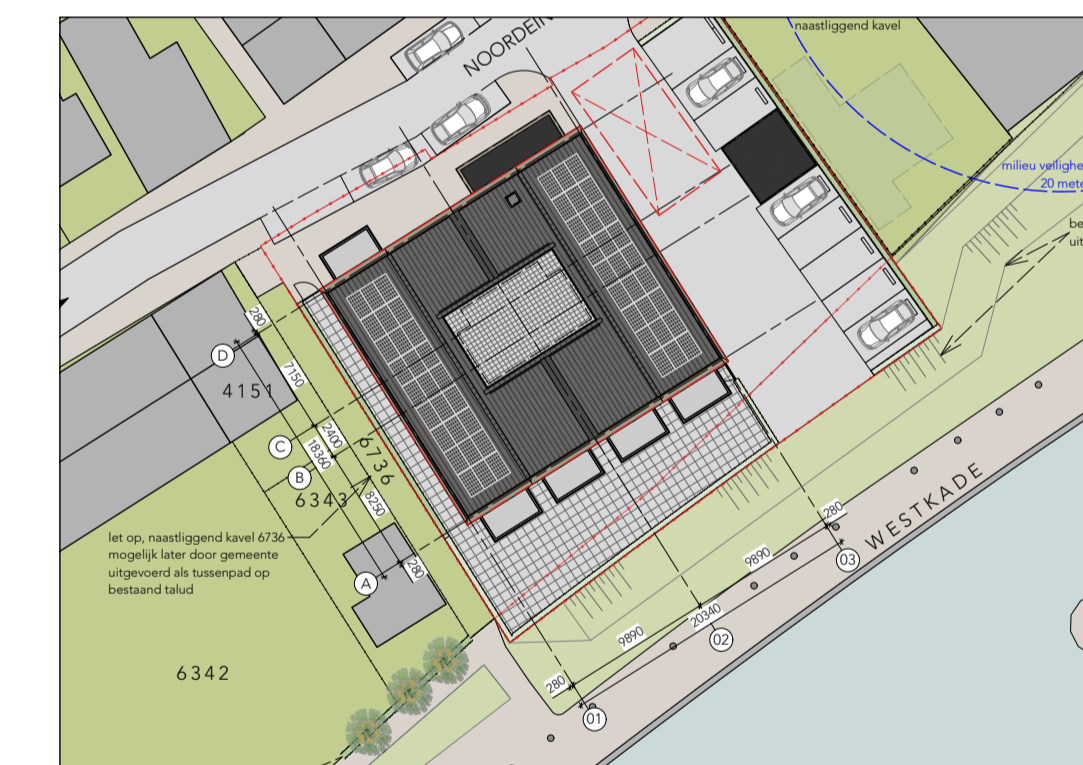 naastliggend kavel
NOORDEIN
milieu veilighe
20 mete
be
uit
280
D
4151
7150
C
2400
18360
6736
B
6343
8250
let op, naastliggend kavel 6736
mogelijk later door gemeente
uitgevoerd als tussenpad op
bestaand talud
A
280
6342
WESTKADE
280
03
9890
20340
02
9890
280
01